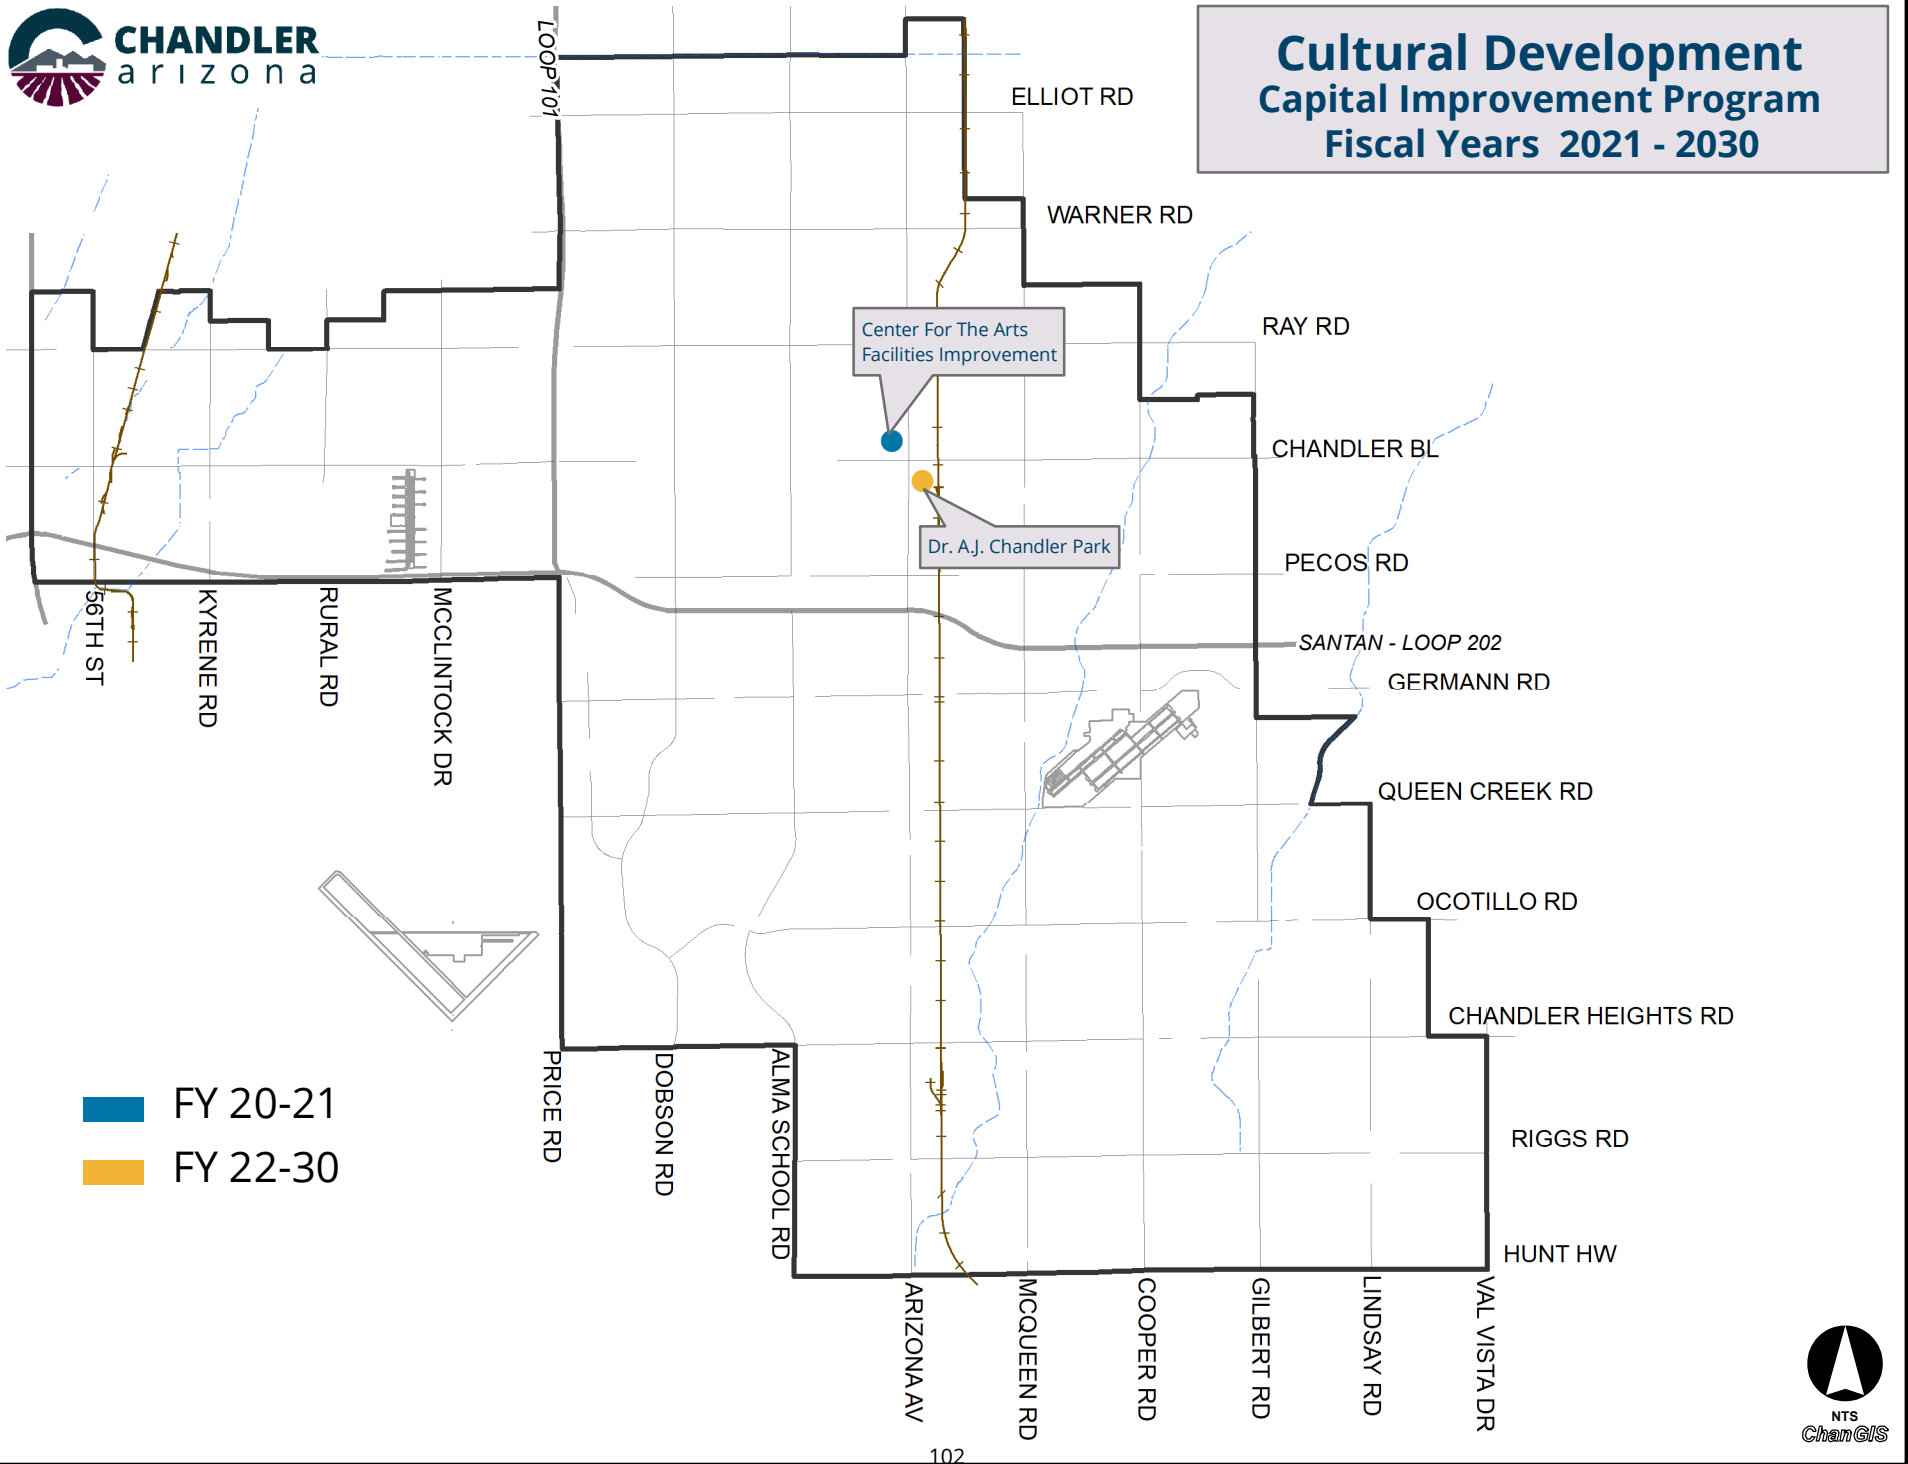 CHANDLER
arizona
Cultural Development
Capital Improvement Program
Fiscal Years 2021 - 2030
LOOP 101
ELLIOT RD
WARNER RD
RAY RD
Center For The Arts
Facilities Improvement
CHANDLER BL
Dr. A.J. Chandler Park
PECOS RD
SANTAN - LOOP 202
GERMANN RD
56TH ST
KYRENE RD
RURAL RD
MCCLINTOCK DR
QUEEN CREEK RD
OCOTILLO RD
CHANDLER HEIGHTS RD
PRICE RD
DOBSON RD
ALMA SCHOOL RD
FY 20-21
FY 22-30
RIGGS RD
HUNT HW
ARIZONA AV
MCQUEEN RD
COOPER RD
GILBERT RD
LINDSAY RD
VAL VISTA DR
NTS
ChanGIS
102